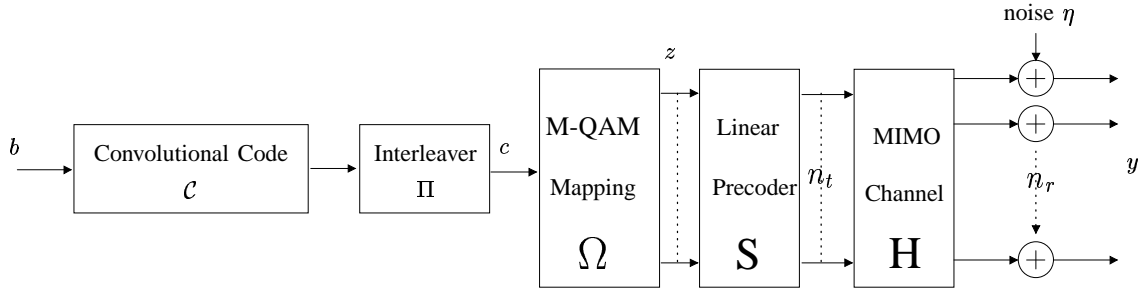 noise η
b
Convolutional Code
𝒞
Interleaver
Π
c
M-QAM
Mapping
Ω
z
Linear
Precoder
S
n_t
MIMO
Channel
H
+
+
n_r
+
y